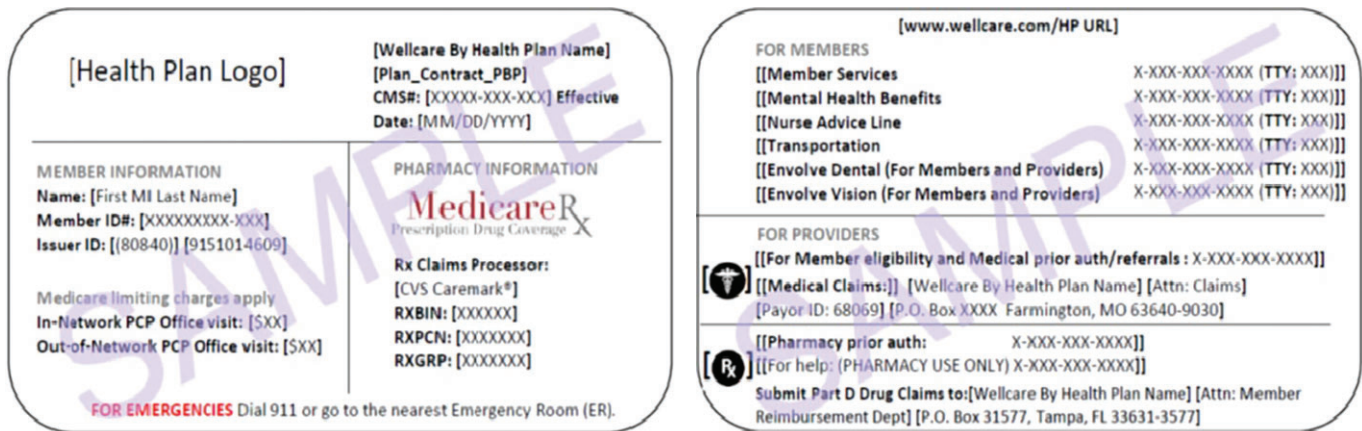 [Health Plan Logo]
[Wellcare By Health Plan Name]
[Plan_Contract_PBP]
CMS#: [XXXXX-XXX-XXX] Effective
Date: [MM/DD/YYYY]
MEMBER INFORMATION
Name: [First MI Last Name]
Member ID#: [XXXXXXXXX-XXX]
Issuer ID: [(80840)] [9151014609]
Medicare limiting charges apply
In-Network PCP Office visit: [$XX]
Out-of-Network PCP Office visit: [$XX]
PHARMACY INFORMATION
MedicareRx
Prescription Drug Coverage
Rx Claims Processor:
[CVS Caremark®]
RXBIN: [XXXXXX]
RXPCN: [XXXXXXX]
RXGRP: [XXXXXXX]
FOR EMERGENCIES Dial 911 or go to the nearest Emergency Room (ER).
SAMPLE
[www.wellcare.com/HP URL]
FOR MEMBERS
[[Member Services X-XXX-XXX-XXXX (TTY: XXX)]]
[[Mental Health Benefits X-XXX-XXX-XXXX (TTY: XXX)]]
[[Nurse Advice Line X-XXX-XXX-XXXX (TTY: XXX)]]
[[Transportation X-XXX-XXX-XXXX (TTY: XXX)]]
[[Envolve Dental (For Members and Providers) X-XXX-XXX-XXXX (TTY: XXX)]]
[[Envolve Vision (For Members and Providers) X-XXX-XXX-XXXX (TTY: XXX)]]
FOR PROVIDERS
[[For Member eligibility and Medical prior auth/referrals : X-XXX-XXX-XXXX]]
[[Medical Claims:]] [Wellcare By Health Plan Name] [Attn: Claims]
[Payor ID: 68069] [P.O. Box XXXX Farmington, MO 63640-9030]
[[Pharmacy prior auth: X-XXX-XXX-XXXX]]
[Rx] [[For help: (PHARMACY USE ONLY) X-XXX-XXX-XXXX]]
Submit Part D Drug Claims to:[Wellcare By Health Plan Name] [Attn: Member
Reimbursement Dept] [P.O. Box 31577, Tampa, FL 33631-3577]
SAMPLE